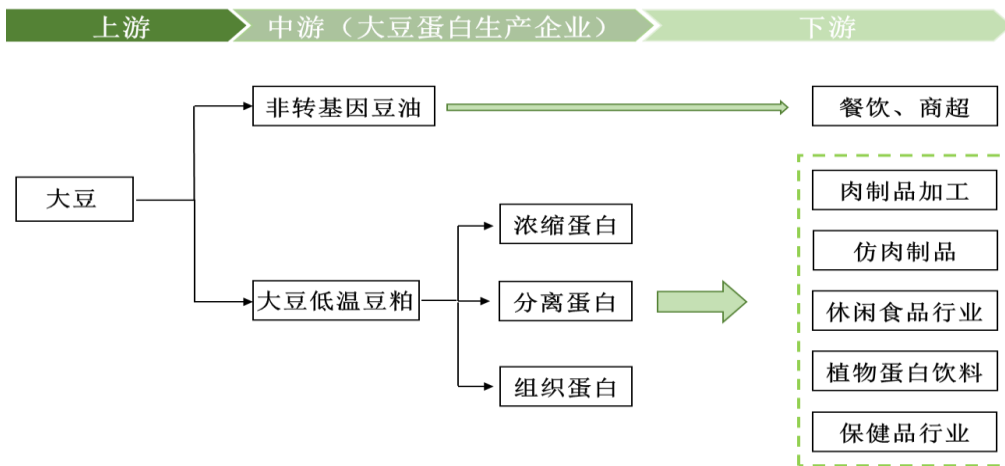 上游
中游（大豆蛋白生产企业）
下游
非转基因豆油
餐饮、商超
大豆
肉制品加工
浓缩蛋白
仿肉制品
大豆低温豆粕
分离蛋白
休闲食品行业
植物蛋白饮料
组织蛋白
保健品行业